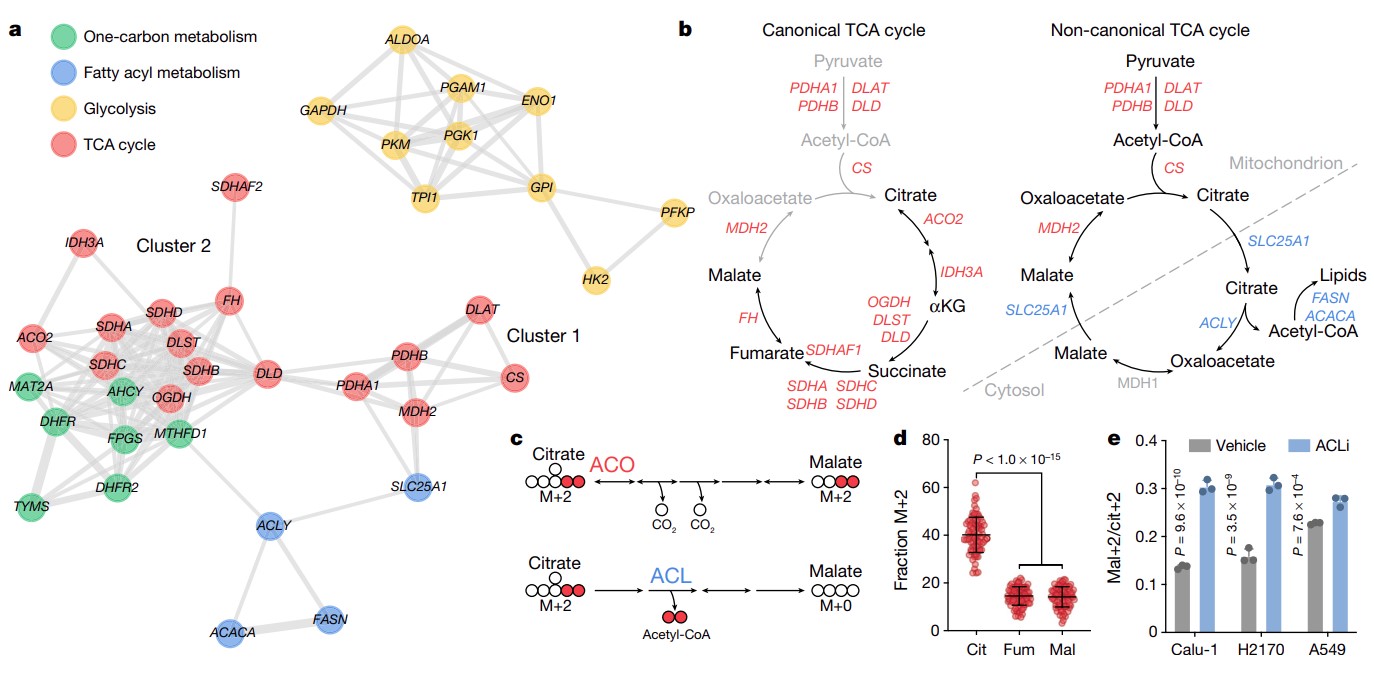 a
One-carbon metabolism
Fatty acyl metabolism
Glycolysis
TCA cycle
ALDOA
PGAM1
ENO1
GAPDH
PGK1
PKM
TPI1
GPI
PFKP
HK2
SDHAF2
IDH3A
Cluster 2
FH
SDHD
SDHA
ACO2
DLST
SDHC
SDHB
DLD
MAT2A
AHCY
OGDH
DHFR
FPGS
MTHFD1
DHFR2
TYMS
DLAT
Cluster 1
PDHB
CS
PDHA1
MDH2
SLC25A1
ACLY
FASN
ACACA
b
Canonical TCA cycle
Pyruvate
PDHA1 DLAT
PDHB DLD
Acetyl-CoA
CS
Oxaloacetate
Citrate
MDH2
ACO2
Malate
IDH3A
αKG
OGDH
DLST
DLD
FH
Fumarate
SDHAF1
Succinate
SDHA SDHC
SDHB SDHD
Non-canonical TCA cycle
Pyruvate
PDHA1 DLAT
PDHB DLD
Acetyl-CoA
Mitochondrion
CS
Oxaloacetate
Citrate
MDH2
SLC25A1
Malate
Citrate
Lipids
SLC25A1
FASN
ACACA
ACLY
Acetyl-CoA
Malate
Oxaloacetate
MDH1
Cytosol
c
Citrate
ACO
Malate
M+2
M+2
CO2
CO2
Citrate
ACL
Malate
M+2
M+0
Acetyl-CoA
d
P < 1.0 × 10–15
Fraction M+2
80
60
40
20
0
Cit Fum Mal
e
Vehicle
ACLi
Mal+2/cit+2
0.4
0.3
0.2
0.1
0
P = 9.6 × 10–10
P = 3.5 × 10–9
P = 7.6 × 10–4
Calu-1 H2170 A549